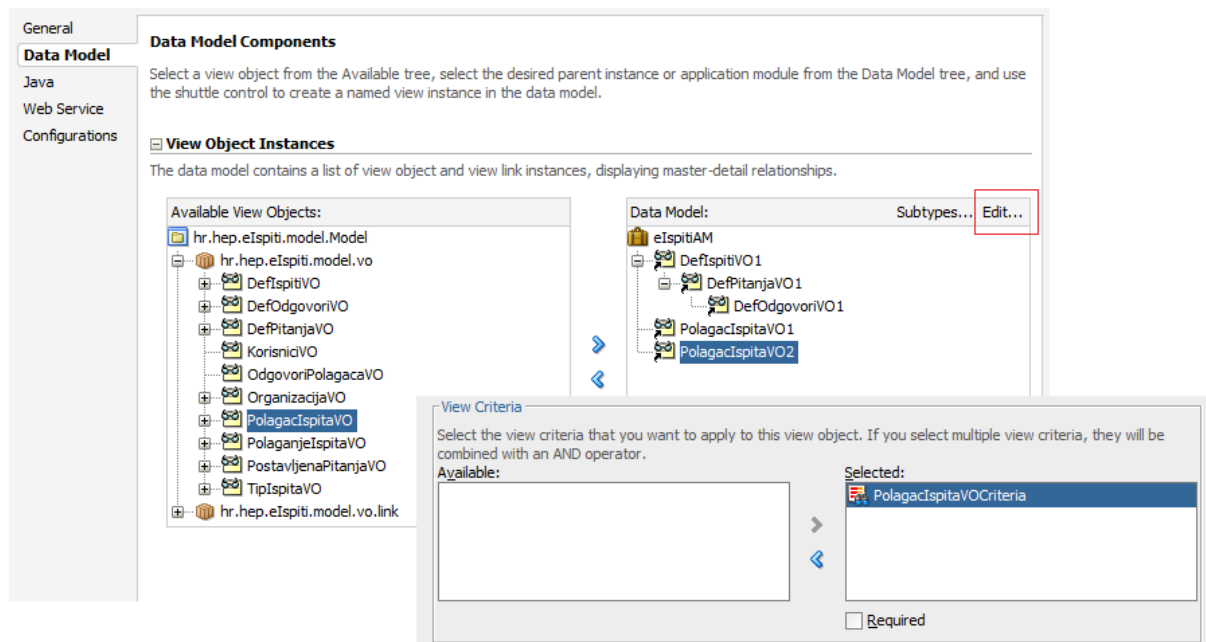 General
Data Model
Java
Web Service
Configurations
Data Model Components
Select a view object from the Available tree, select the desired parent instance or application module from the Data Model tree, and use
the shuttle control to create a named view instance in the data model.
View Object Instances
The data model contains a list of view object and view link instances, displaying master-detail relationships.
Available View Objects:
hr.hep.eIspiti.model.Model
hr.hep.eIspiti.model.vo
DefIspitiVO
DefOdgovoriVO
DefPitanjaVO
KorisniciVO
OdgovoriPolagacaVO
OrganizacijaVO
PolagacIspitaVO
PolaganjeIspitaVO
PostavljenaPitanjaVO
TipIspitaVO
hr.hep.eIspiti.model.vo.link
Data Model: Subtypes... Edit...
eIspitiAM
DefIspitiVO1
DefPitanjaVO1
DefOdgovoriVO1
PolagacIspitaVO1
PolagacIspitaVO2
View Criteria
Select the view criteria that you want to apply to this view object. If you select multiple view criteria, they will be
combined with an AND operator.
Available:
Selected:
PolagacIspitaVOCriteria
Required